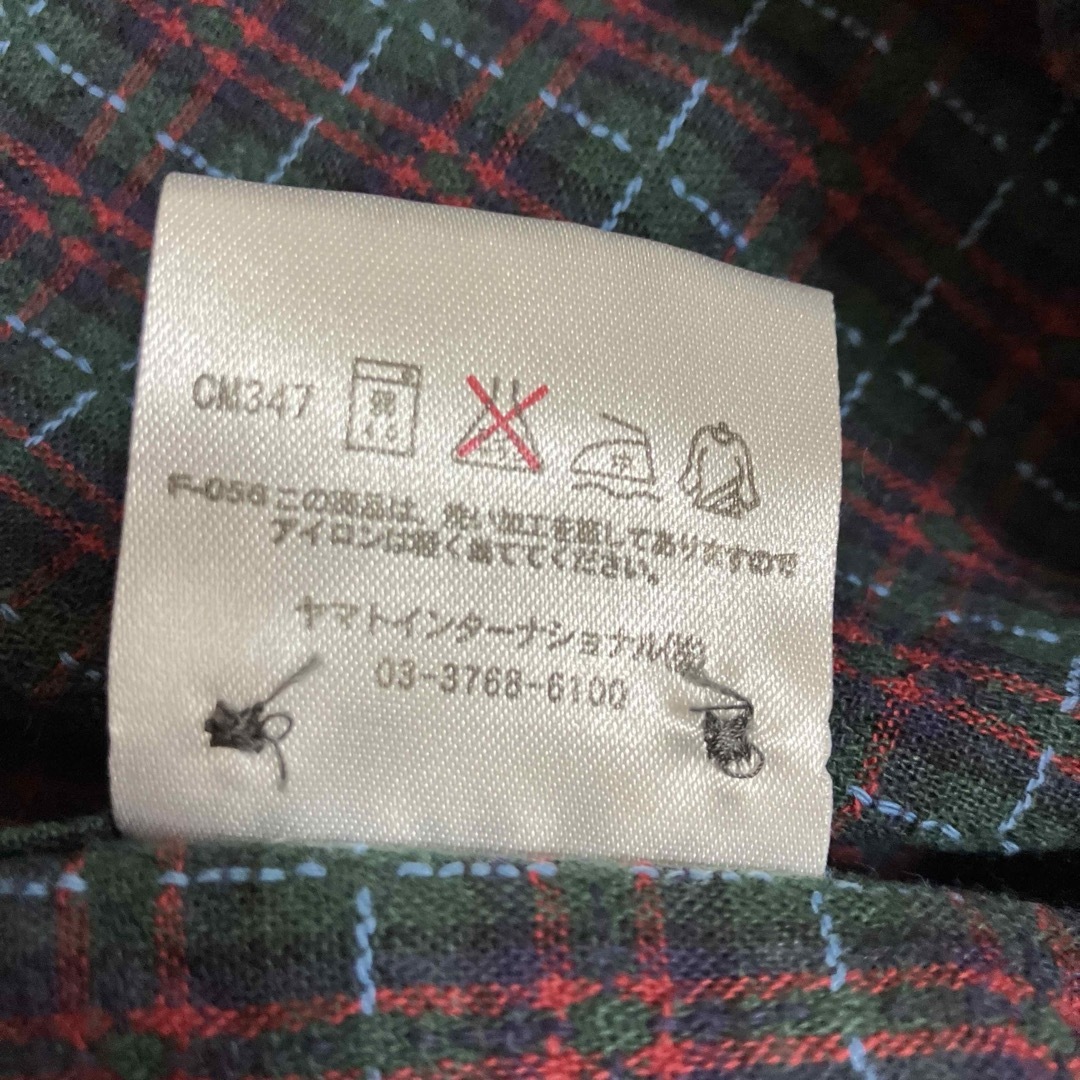 CM347
F-056 この商品は、洗い加工を施してありますので
アイロンは軽く当ててください。
ヤマトインターナショナル(株)
03-3768-6100